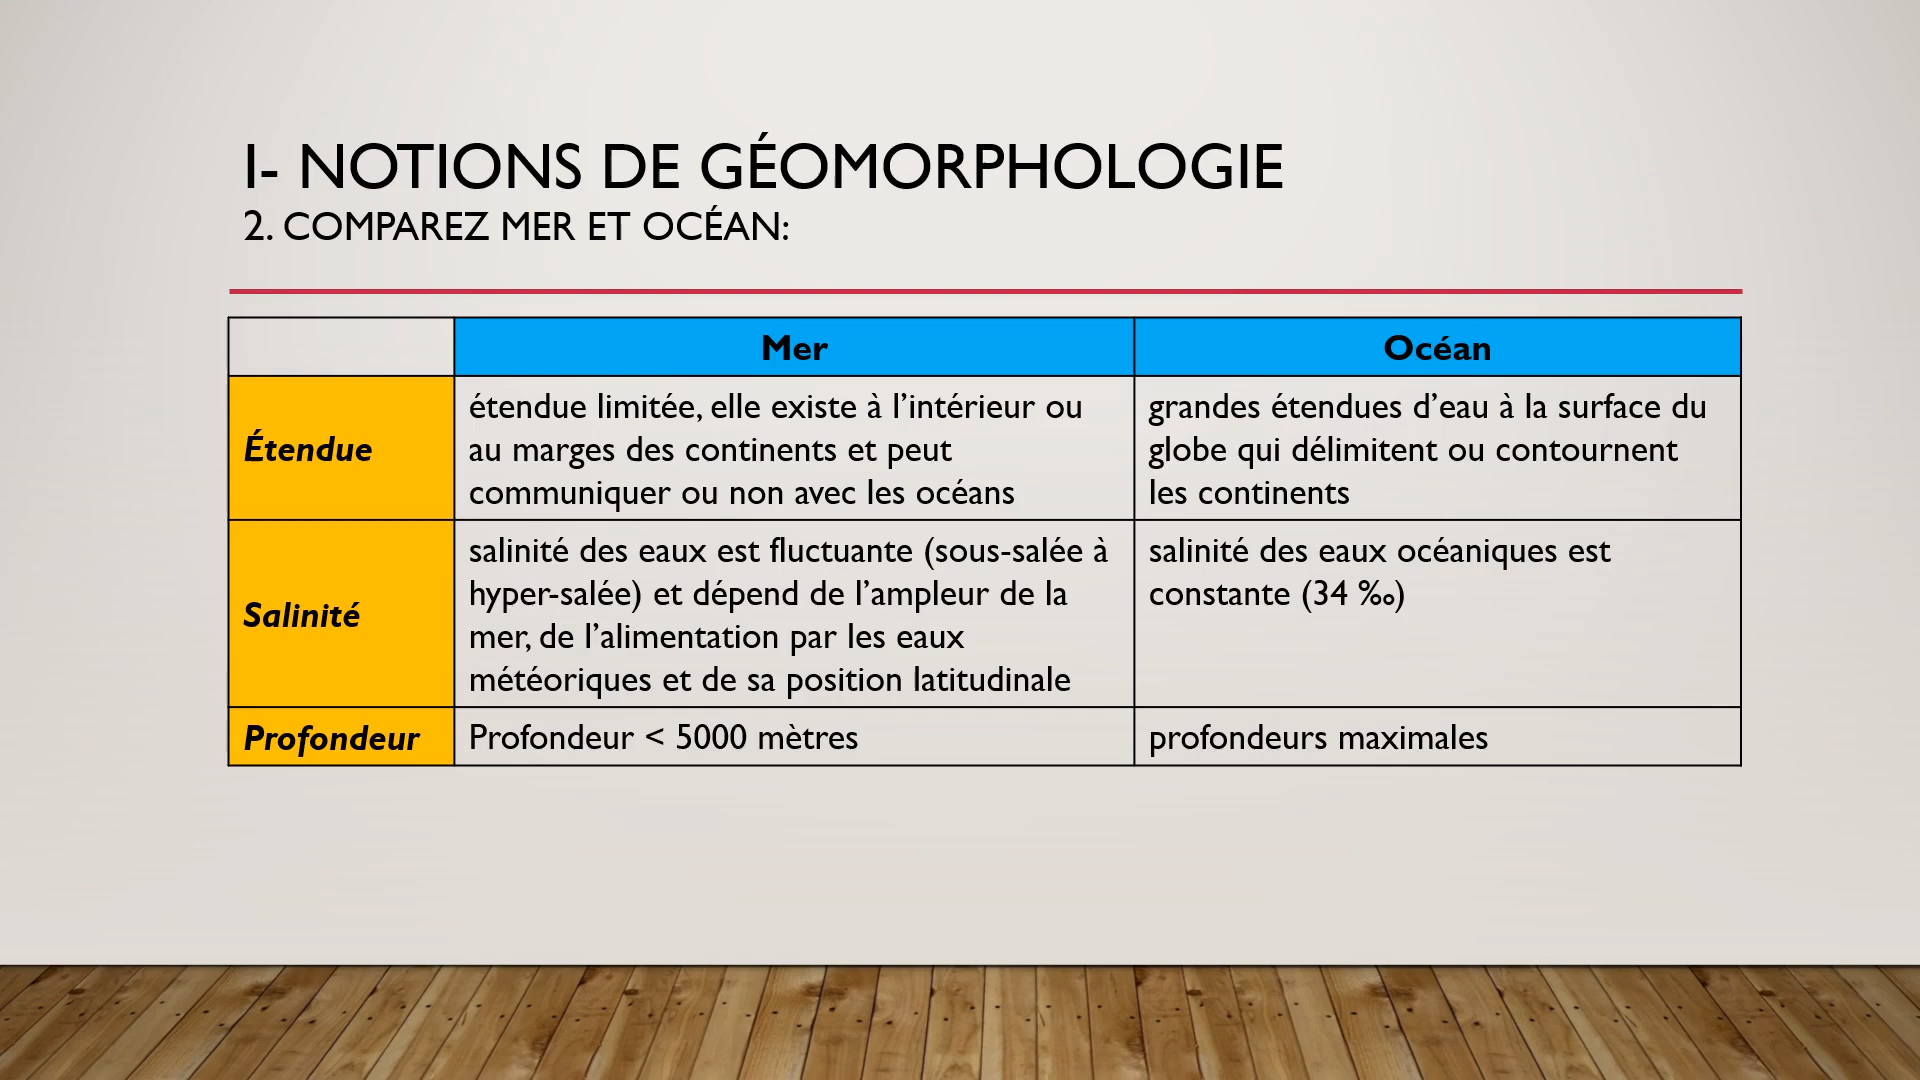 I- NOTIONS DE GÉOMORPHOLOGIE
2. COMPAREZ MER ET OCÉAN:
Mer
Océan
Étendue
étendue limitée, elle existe à l’intérieur ou
au marges des continents et peut
communiquer ou non avec les océans
grandes étendues d’eau à la surface du
globe qui délimitent ou contournent
les continents
Salinité
salinité des eaux est fluctuante (sous-salée à
hyper-salée) et dépend de l’ampleur de la
mer, de l’alimentation par les eaux
météoriques et de sa position latitudinale
salinité des eaux océaniques est
constante (34 ‰)
Profondeur
Profondeur < 5000 mètres
profondeurs maximales